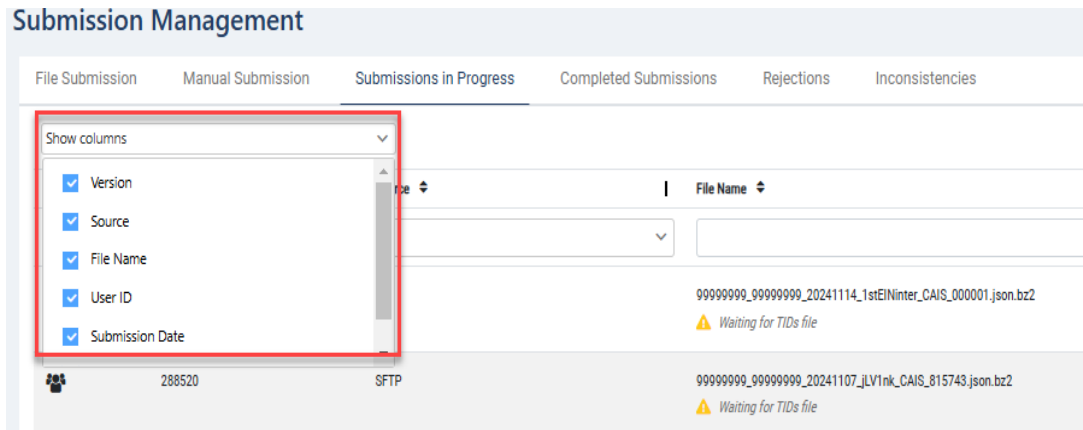 Submission Management
File Submission Manual Submission Submissions in Progress Completed Submissions Rejections Inconsistencies
Show columns
Version
Source
File Name
User ID
Submission Date
File Name
99999999_99999999_20241114_1stEINinter_CAIS_000001.json.bz2
Waiting for TIDs file
288520 SFTP 99999999_99999999_20241107_jLV1nk_CAIS_815743.json.bz2
Waiting for TIDs file